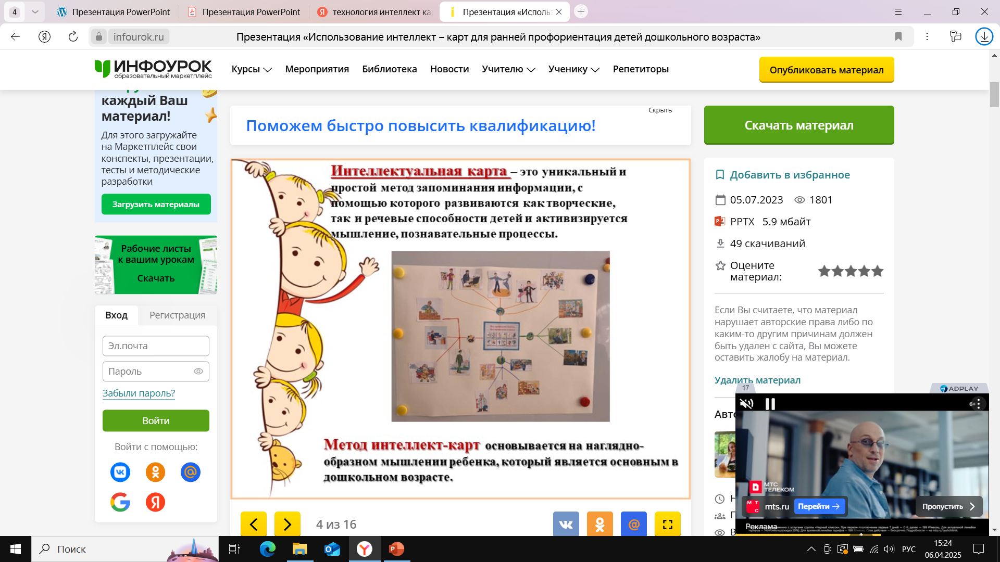 4
Презентация PowerPoint
Презентация PowerPoint
технология интеллект ка
Презентация «Исполь
infourok.ru
Презентация «Использование интеллект – карт для ранней профориентация детей дошкольного возраста»
ИНФОУРОК
образовательный маркетплейс
Курсы
Мероприятия
Библиотека
Новости
Учителю
Ученику
Репетиторы
Опубликовать материал
каждый Ваш
материал!
Для этого загружайте
на Маркетплейс свои
конспекты, презентации,
тесты и методические
разработки
Загрузить материалы
Рабочие листы
к вашим урокам
Скачать
Вход
Регистрация
Эл.почта
Пароль
Забыли пароль?
Войти
Войти с помощью:
Скрыть
Поможем быстро повысить квалификацию!
Интеллектуальная карта – это уникальный и
простой метод запоминания информации, с
помощью которого развиваются как творческие,
так и речевые способности детей и активизируется
мышление, познавательные процессы.
Метод интеллект-карт основывается на наглядно-
образном мышлении ребенка, который является основным в
дошкольном возрасте.
4 из 16
Скачать материал
Добавить в избранное
05.07.2023
1801
PPTX 5.9 мбайт
49 скачиваний
Оцените
материал:
Если Вы считаете, что материал
нарушает авторские права либо по
каким-то другим причинам должен
быть удален с сайта, Вы можете
оставить жалобу на материал.
Удалить материал
Авто
17
ADPLAY
6+
МТС
ТЕЛЕКОМ
МТС
mts.ru
Перейти
Пропустить
Реклама
Поиск
РУС
15:24
06.04.2025